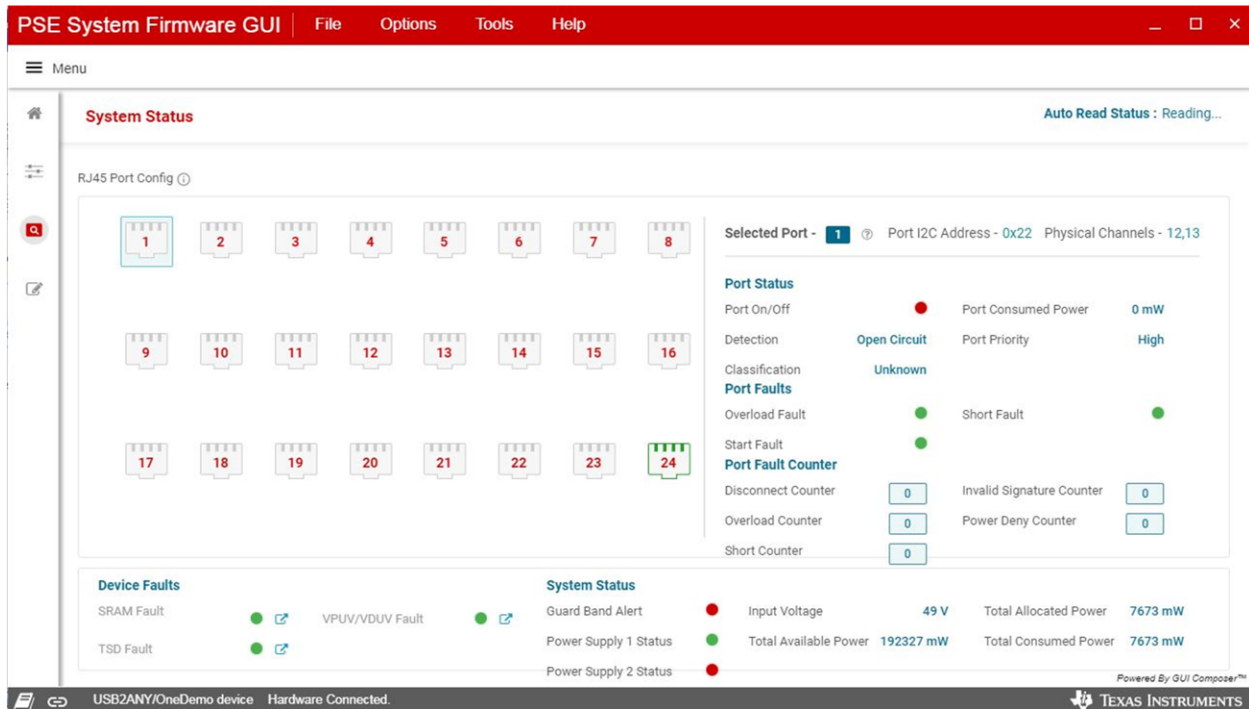 PSE System Firmware GUI File Options Tools Help
Menu
System Status Auto Read Status : Reading...
RJ45 Port Config
1 2 3 4 5 6 7 8
9 10 11 12 13 14 15 16
17 18 19 20 21 22 23 24
Selected Port - 1 Port I2C Address - 0x22 Physical Channels - 12,13
Port Status
Port On/Off Port Consumed Power 0 mW
Detection Open Circuit Port Priority High
Classification Unknown
Port Faults
Overload Fault Short Fault
Start Fault
Port Fault Counter
Disconnect Counter 0 Invalid Signature Counter 0
Overload Counter 0 Power Deny Counter 0
Short Counter 0
Device Faults
SRAM Fault VPUV/VDUV Fault
TSD Fault
System Status
Guard Band Alert Input Voltage 49 V Total Allocated Power 7673 mW
Power Supply 1 Status Total Available Power 192327 mW Total Consumed Power 7673 mW
Power Supply 2 Status
Powered By GUI Composer™
USB2ANY/OneDemo device Hardware Connected. TEXAS INSTRUMENTS